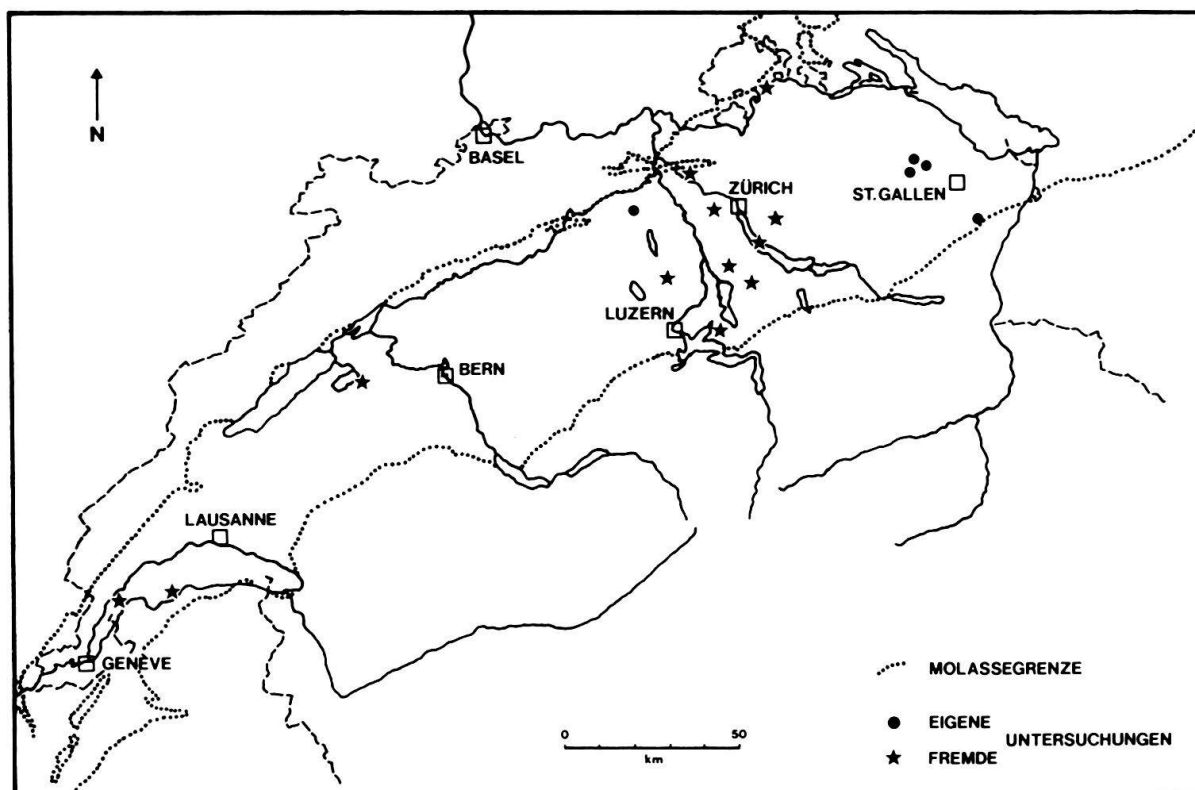 N
BASEL
ZÜRICH
ST.GALLEN
LUZERN
BERN
LAUSANNE
GENÈVE
MOLASSEGRENZE
EIGENE
UNTERSUCHUNGEN
FREMDE
0 50
km